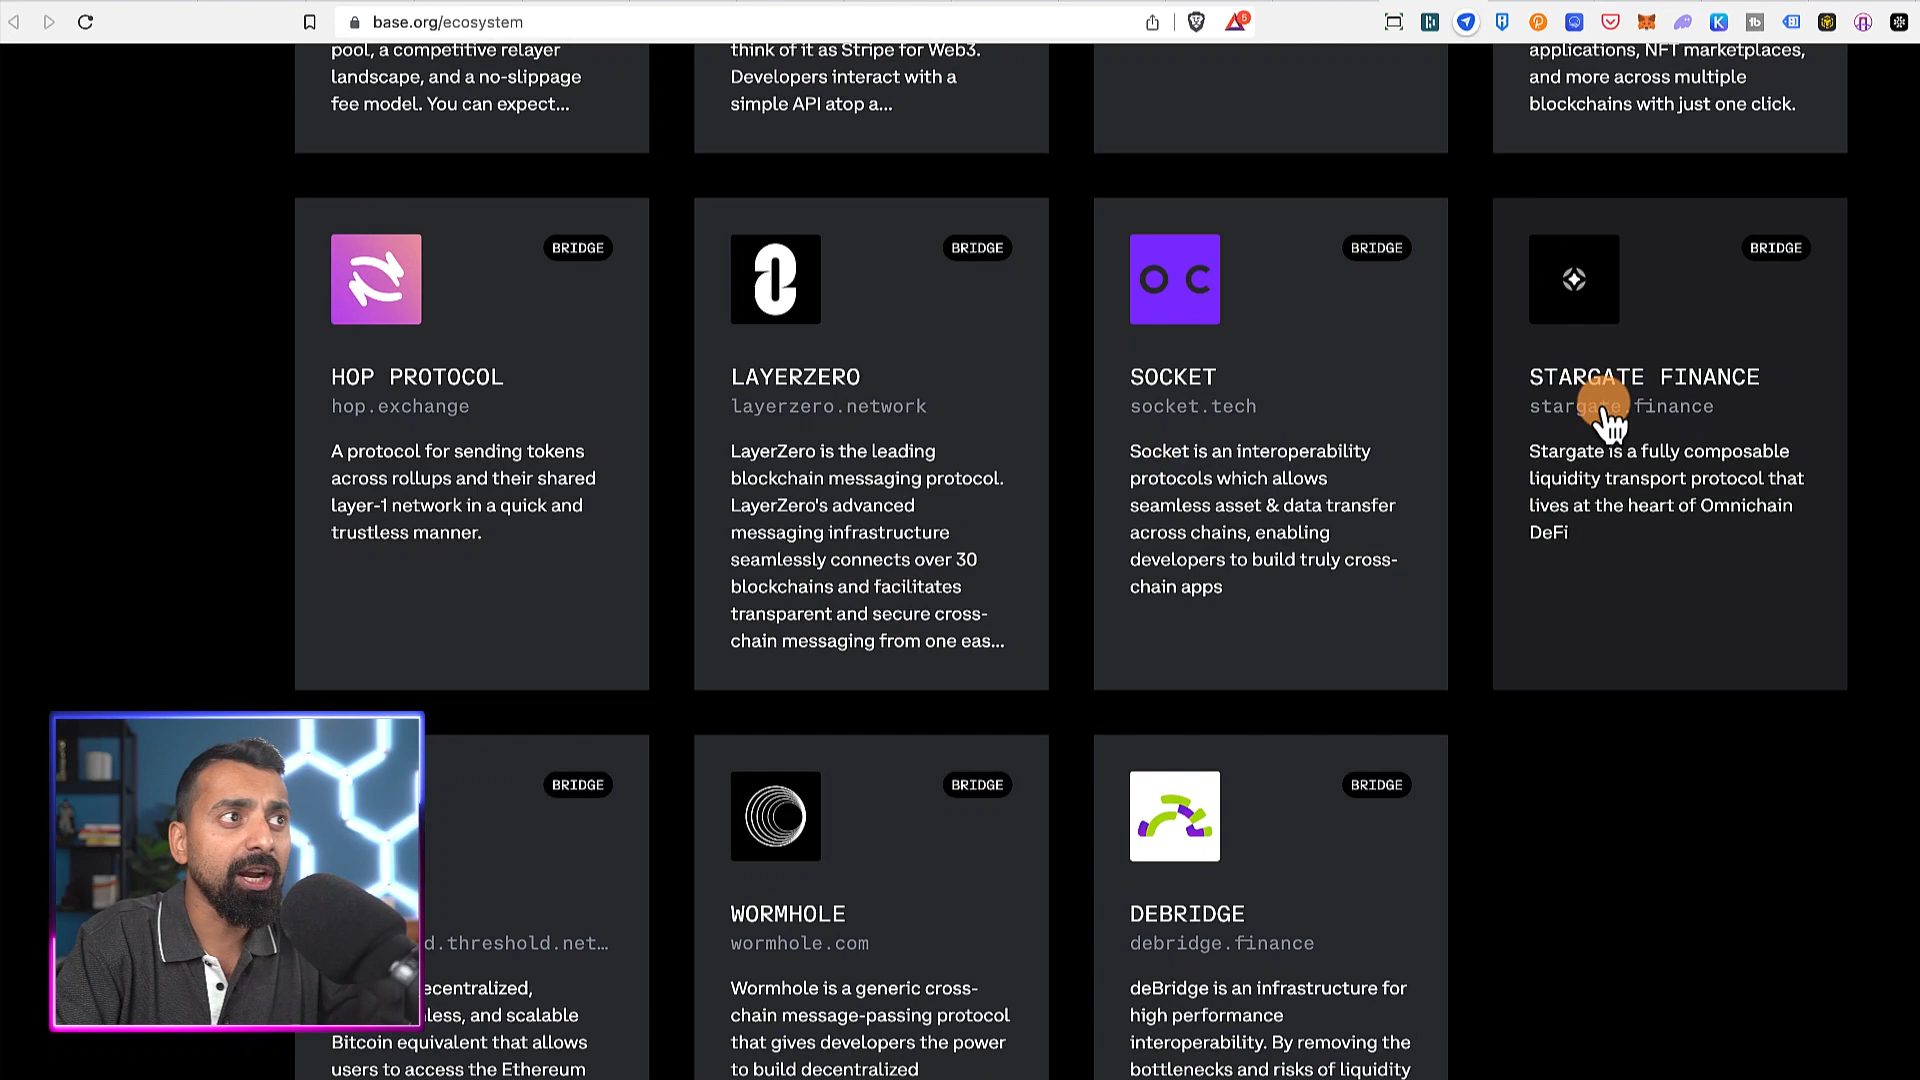 base.org/ecosystem
6
pool, a competitive relayer
landscape, and a no-slippage
fee model. You can expect...
think of it as Stripe for Web3.
Developers interact with a
simple API atop a...
applications, NFT marketplaces,
and more across multiple
blockchains with just one click.
BRIDGE
HOP PROTOCOL
hop.exchange
A protocol for sending tokens
across rollups and their shared
layer-1 network in a quick and
trustless manner.
BRIDGE
LAYERZERO
layerzero.network
LayerZero is the leading
blockchain messaging protocol.
LayerZero's advanced
messaging infrastructure
seamlessly connects over 30
blockchains and facilitates
transparent and secure cross-
chain messaging from one eas...
BRIDGE
SOCKET
socket.tech
Socket is an interoperability
protocols which allows
seamless asset & data transfer
across chains, enabling
developers to build truly cross-
chain apps
BRIDGE
STARGATE FINANCE
stargate.finance
Stargate is a fully composable
liquidity transport protocol that
lives at the heart of Omnichain
DeFi
BRIDGE
d.threshold.net...
ecentralized,
less, and scalable
Bitcoin equivalent that allows
users to access the Ethereum
BRIDGE
WORMHOLE
wormhole.com
Wormhole is a generic cross-
chain message-passing protocol
that gives developers the power
to build decentralized
BRIDGE
DEBRIDGE
debridge.finance
deBridge is an infrastructure for
high performance
interoperability. By removing the
bottlenecks and risks of liquidity